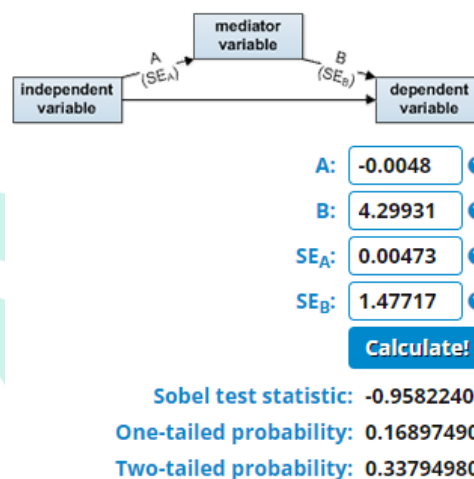 mediator
variable
A
(SEA)
B
(SEB)
independent
variable
dependent
variable
A: -0.0048
B: 4.29931
SEA: 0.00473
SEB: 1.47717
Calculate!
Sobel test statistic: -0.9582240
One-tailed probability: 0.16897490
Two-tailed probability: 0.33794980